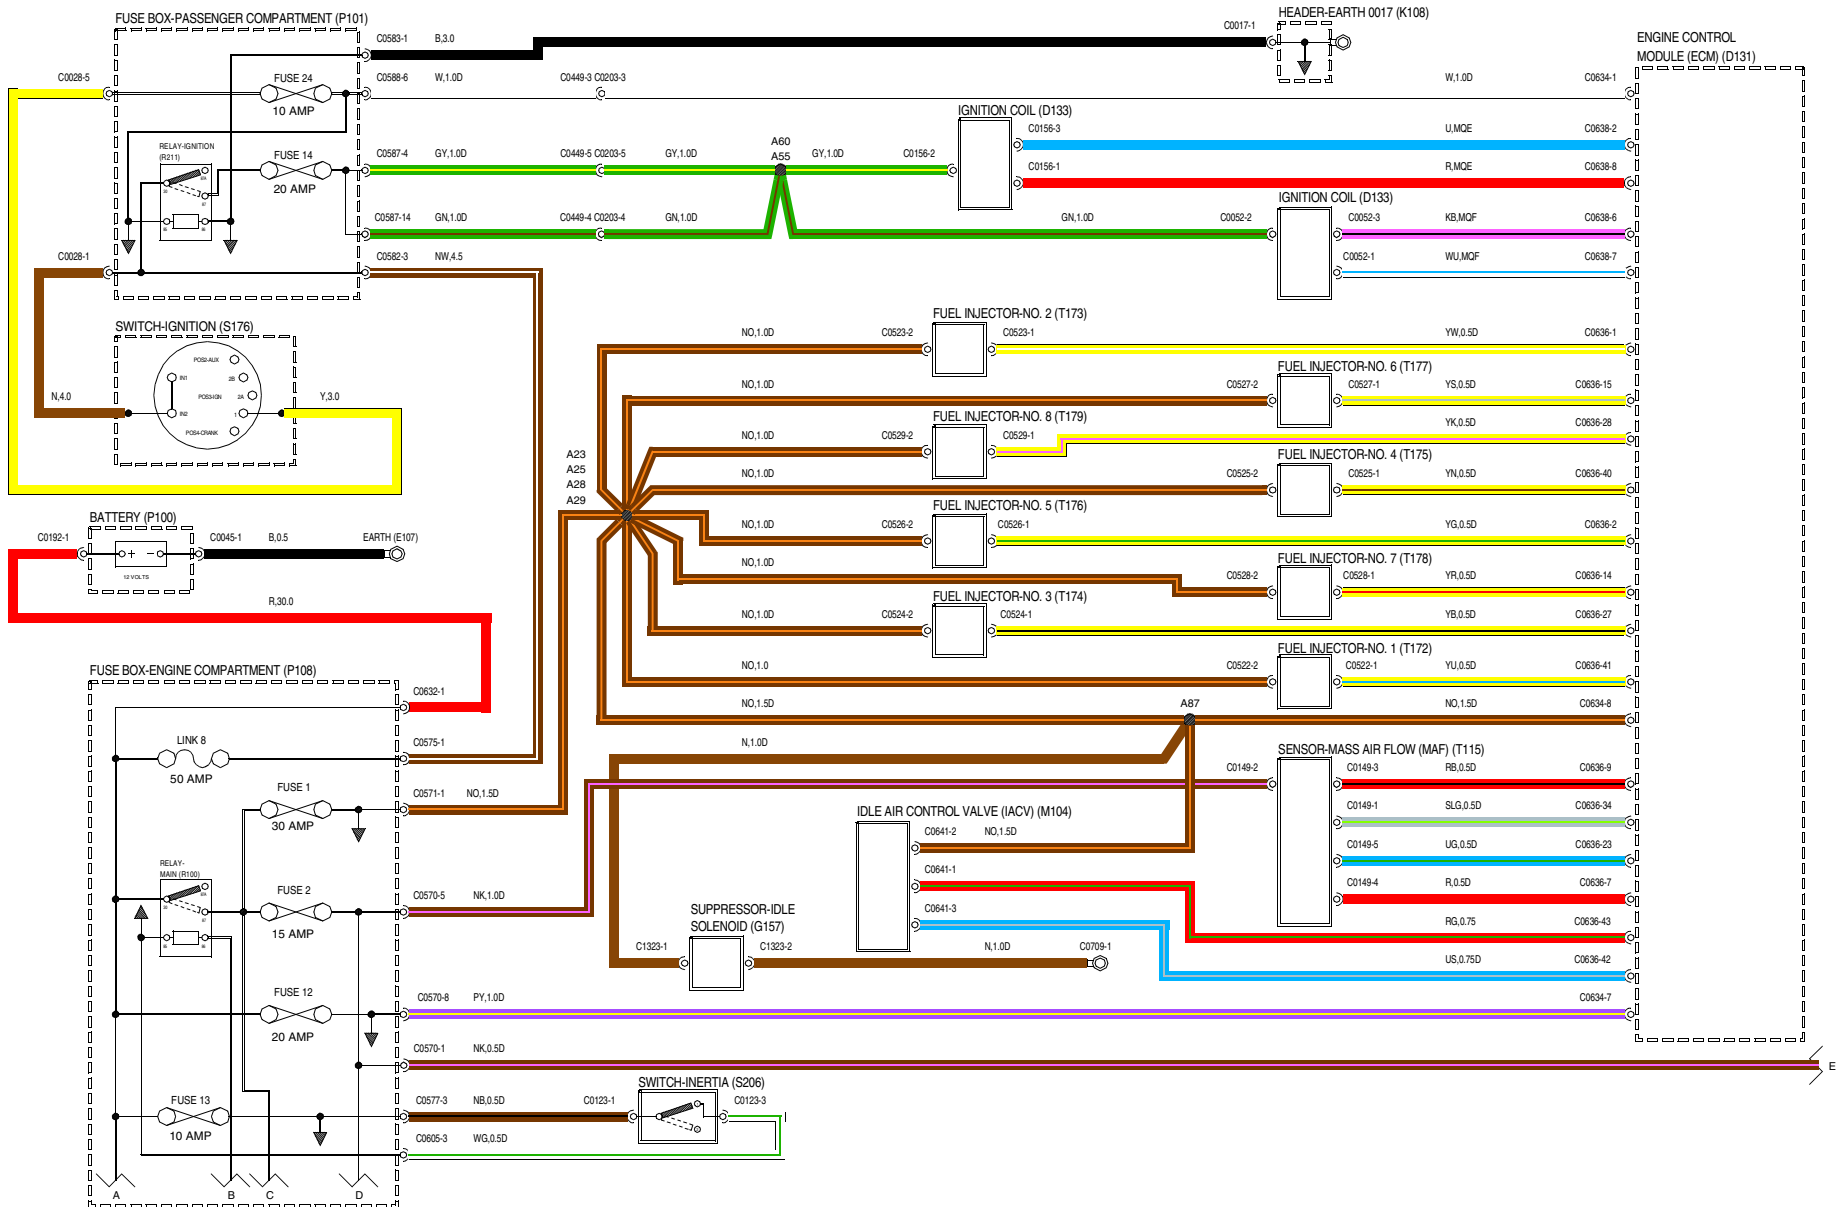 FUSE BOX-PASSENGER COMPARTMENT (P101)
C0583-1 B,3.0
C0017-1
HEADER-EARTH 0017 (K108)
ENGINE CONTROL
MODULE (ECM) (D131)
C0028-5
FUSE 24
10 AMP
C0588-6 W,1.0D C0449-3 C0203-3
W,1.0D C0634-1
IGNITION COIL (D133)
C0156-3 U,MQE C0638-2
RELAY-IGNITION
(R211)
FUSE 14
20 AMP
C0587-4 GY,1.0D C0449-5 C0203-5 GY,1.0D
A60
A55
GY,1.0D C0156-2
C0156-1 R,MQE C0638-8
IGNITION COIL (D133)
C0587-14 GN,1.0D C0449-4 C0203-4 GN,1.0D
GN,1.0D C0052-2
C0052-3 KB,MQF C0638-6
C0028-1
C0582-3 NW,4.5
C0052-1 WU,MQF C0638-7
SWITCH-IGNITION (S176)
POS2-AUX
IN1
2B
POS3-IGN 2A
IN2
1
POS4-CRANK
N,4.0
Y,3.0
FUEL INJECTOR-NO. 2 (T173)
NO,1.0D C0523-2 C0523-1 YW,0.5D C0636-1
FUEL INJECTOR-NO. 6 (T177)
NO,1.0D C0527-2 C0527-1 YS,0.5D C0636-15
FUEL INJECTOR-NO. 8 (T179)
NO,1.0D C0529-2 C0529-1 YK,0.5D C0636-28
A23
A25
A28
A29
FUEL INJECTOR-NO. 4 (T175)
NO,1.0D C0525-2 C0525-1 YN,0.5D C0636-40
FUEL INJECTOR-NO. 5 (T176)
NO,1.0D C0526-2 C0526-1 YG,0.5D C0636-2
FUEL INJECTOR-NO. 7 (T178)
NO,1.0D C0528-2 C0528-1 YR,0.5D C0636-14
FUEL INJECTOR-NO. 3 (T174)
NO,1.0D C0524-2 C0524-1 YB,0.5D C0636-27
FUEL INJECTOR-NO. 1 (T172)
NO,1.0 C0522-2 C0522-1 YU,0.5D C0636-41
BATTERY (P100)
C0192-1
+ −
12 VOLTS
C0045-1 B,0.5 EARTH (E107)
R,30.0
NO,1.5D A87 NO,1.5D C0634-8
N,1.0D
FUSE BOX-ENGINE COMPARTMENT (P108)
C0632-1
LINK 8
50 AMP
C0575-1
FUSE 1
30 AMP
C0571-1 NO,1.5D
SENSOR-MASS AIR FLOW (MAF) (T115)
C0149-2
C0149-3 RB,0.5D C0636-9
C0149-1 SLG,0.5D C0636-34
C0149-5 UG,0.5D C0636-23
C0149-4 R,0.5D C0636-7
IDLE AIR CONTROL VALVE (IACV) (M104)
C0641-2 NO,1.5D
C0641-1
C0641-3
RG,0.75 C0636-43
US,0.75D C0636-42
RELAY-
MAIN (R100)
FUSE 2
15 AMP
C0570-5 NK,1.0D
SUPPRESSOR-IDLE
SOLENOID (G157)
C1323-1 C1323-2 N,1.0D C0709-1
FUSE 12
20 AMP
C0570-8 PY,1.0D C0634-7
C0570-1 NK,0.5D
E
FUSE 13
10 AMP
C0577-3 NB,0.5D C0123-1
SWITCH-INERTIA (S206)
C0123-3
C0605-3 WG,0.5D
A B C D